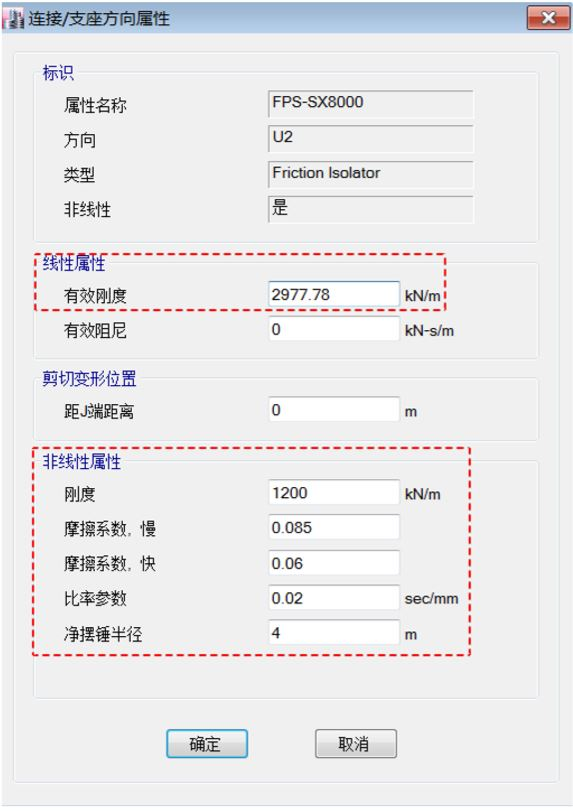 连接/支座方向属性
标识
属性名称 FPS-SX8000
方向 U2
类型 Friction Isolator
非线性 是
线性属性
有效刚度 2977.78 kN/m
有效阻尼 0 kN-s/m
剪切变形位置
距J端距离 0 m
非线性属性
刚度 1200 kN/m
摩擦系数, 慢 0.085
摩擦系数, 快 0.06
比率参数 0.02 sec/mm
净摆锤半径 4 m
确定 取消